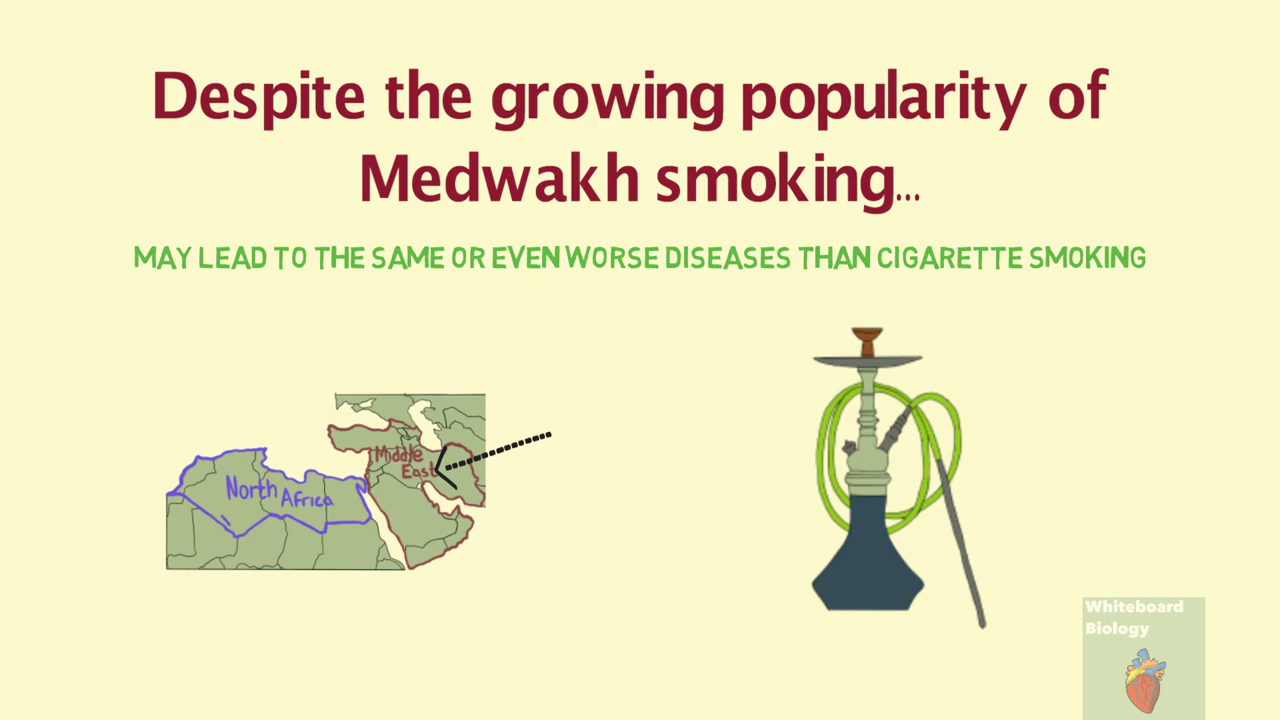 Despite the growing popularity of
Medwakh smoking...
MAY LEAD TO THE SAME OR EVEN WORSE DISEASES THAN CIGARETTE SMOKING
Middle
East
North Africa
Whiteboard
Biology